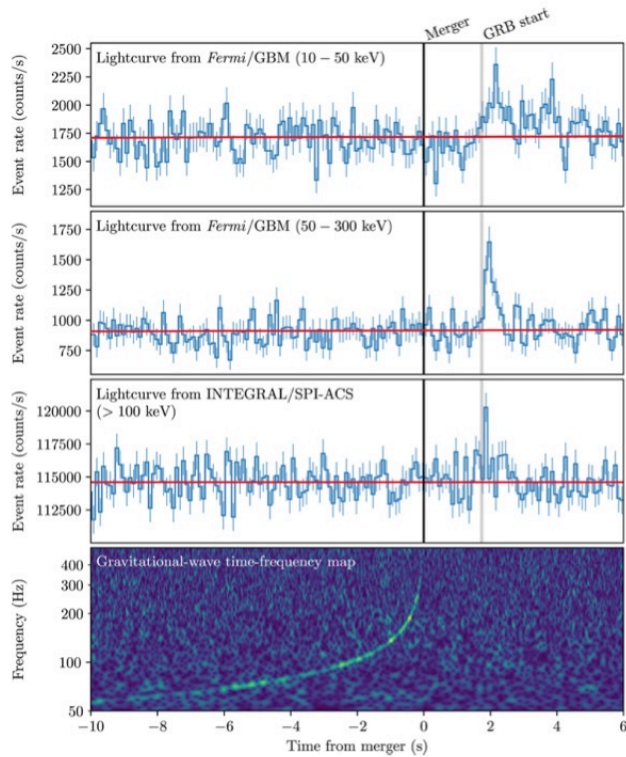 Merger
GRB start
Lightcurve from Fermi/GBM (10 − 50 keV)
Event rate (counts/s)
2500
2250
2000
1750
1500
1250
Lightcurve from Fermi/GBM (50 − 300 keV)
Event rate (counts/s)
1750
1500
1250
1000
750
Lightcurve from INTEGRAL/SPI-ACS
(> 100 keV)
Event rate (counts/s)
120000
117500
115000
112500
Gravitational-wave time-frequency map
Frequency (Hz)
500
400
300
200
100
50
−10 −8 −6 −4 −2 0 2 4 6
Time from merger (s)